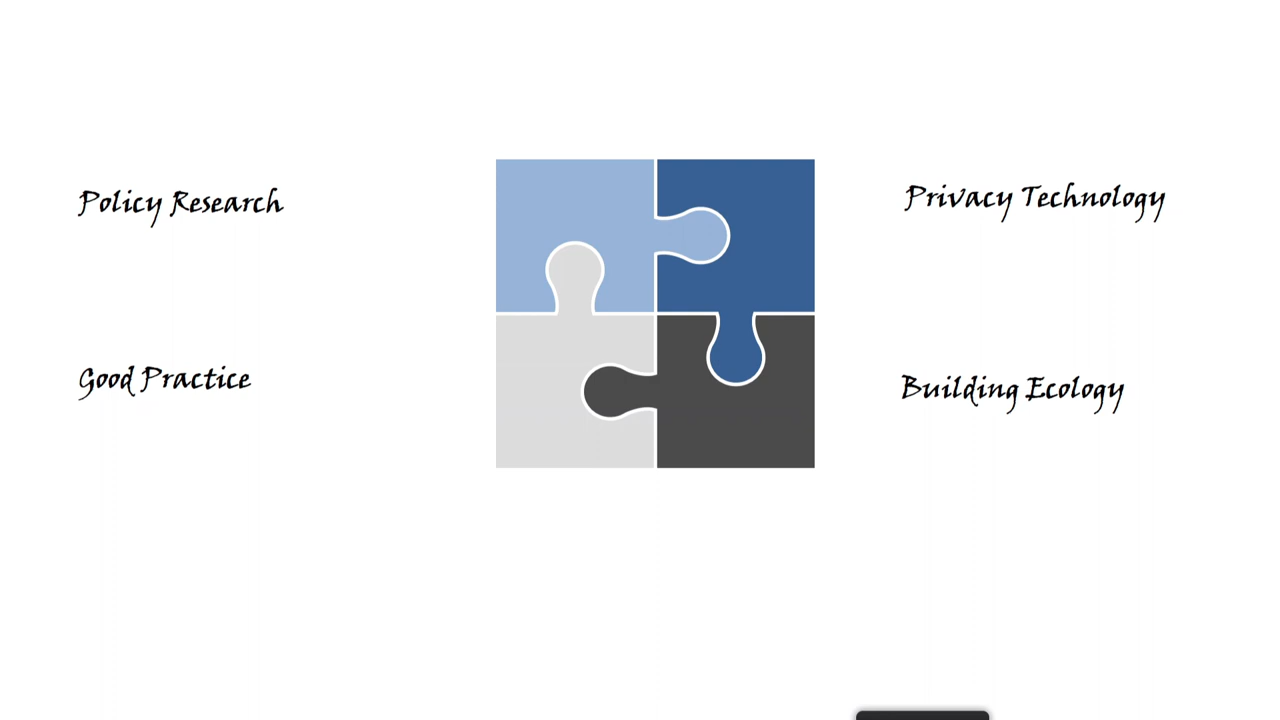 Policy Research
Privacy Technology
Good Practice
Building Ecology